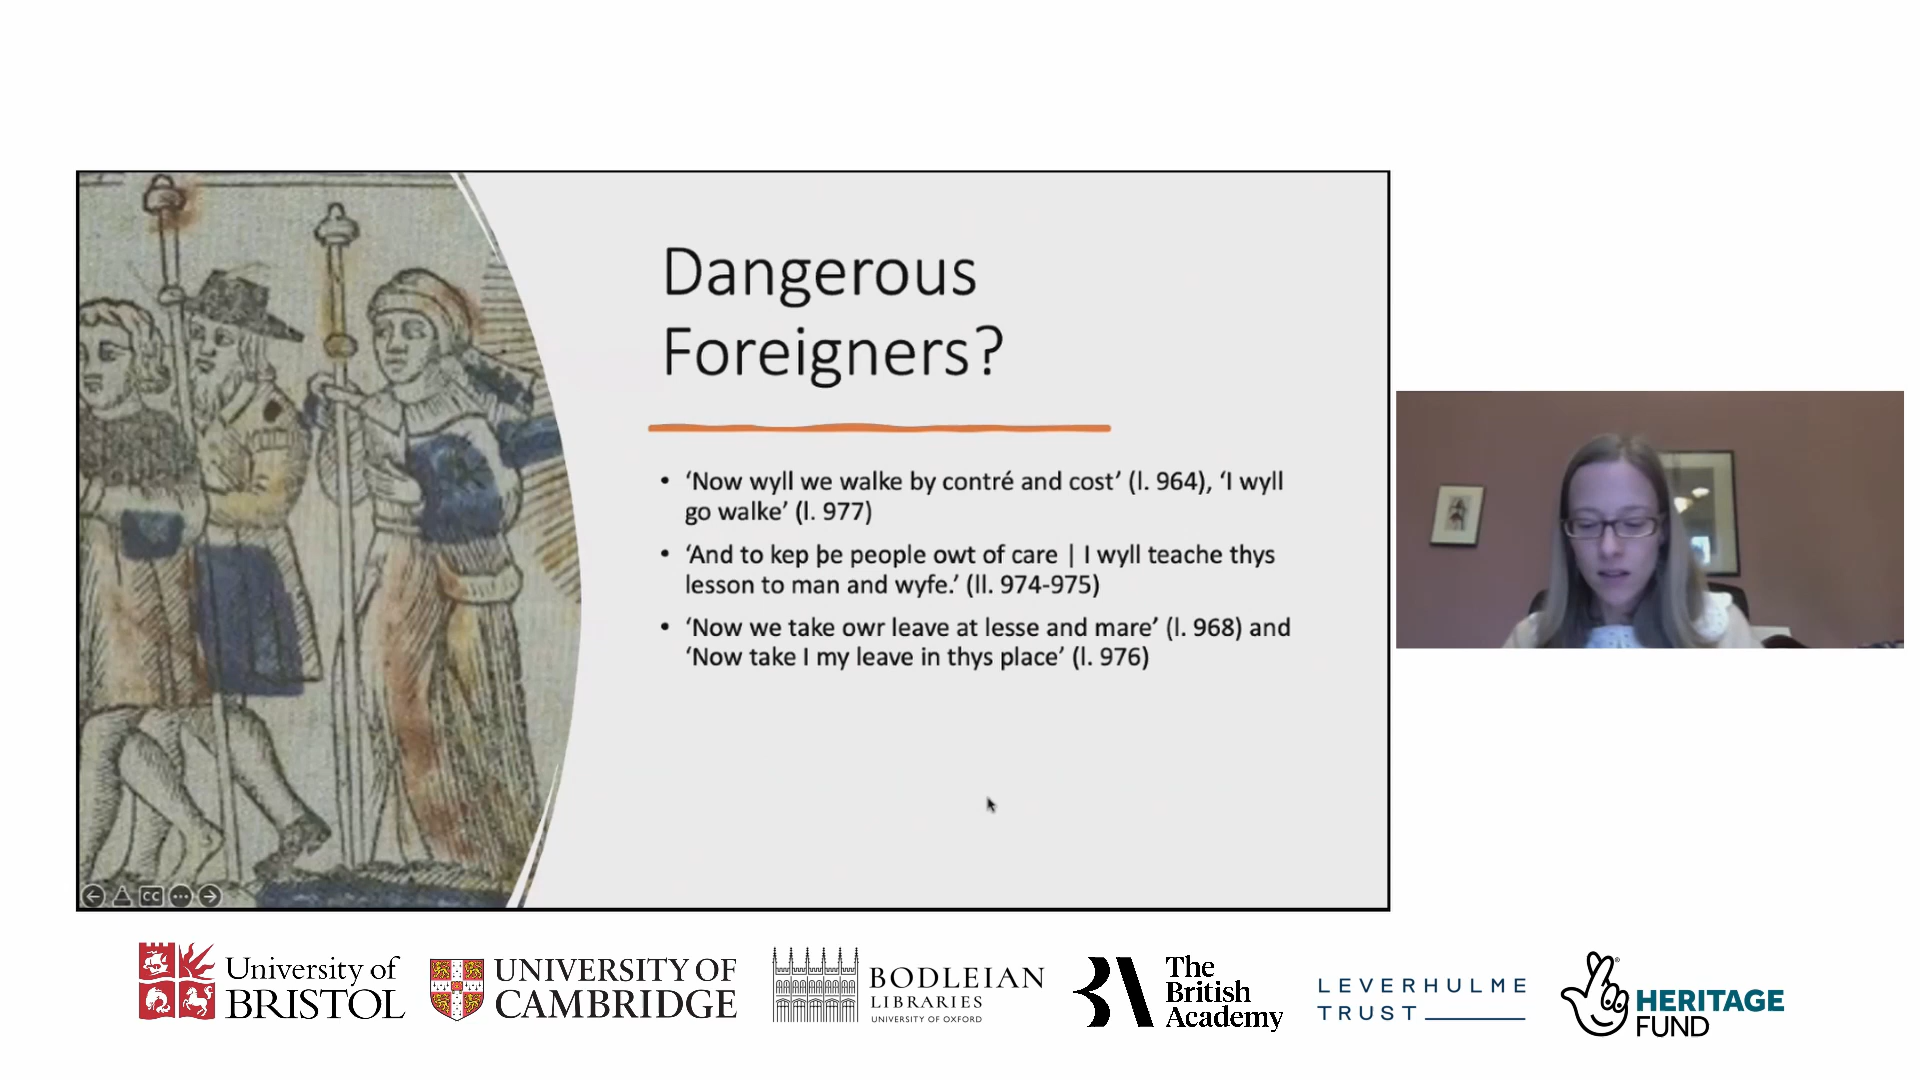 Dangerous
Foreigners?
• ‘Now wyll we walke by contré and cost’ (l. 964), ‘I wyll
go walke’ (l. 977)
• ‘And to kep þe people owt of care | I wyll teache thys
lesson to man and wyfe.’ (ll. 974-975)
• ‘Now we take owr leave at lesse and mare’ (l. 968) and
‘Now take I my leave in thys place’ (l. 976)
CC
University of
BRISTOL
UNIVERSITY OF
CAMBRIDGE
BODLEIAN
LIBRARIES
UNIVERSITY OF OXFORD
The
British
Academy
LEVERHULME
TRUST
HERITAGE
FUND